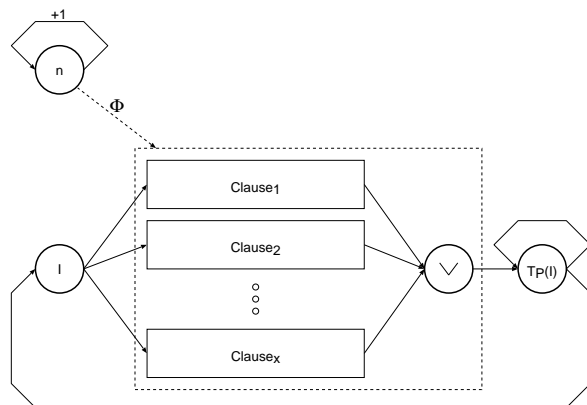 +1
n
Φ
Clause1
Clause2
I
∨
TP(I)
Clausex